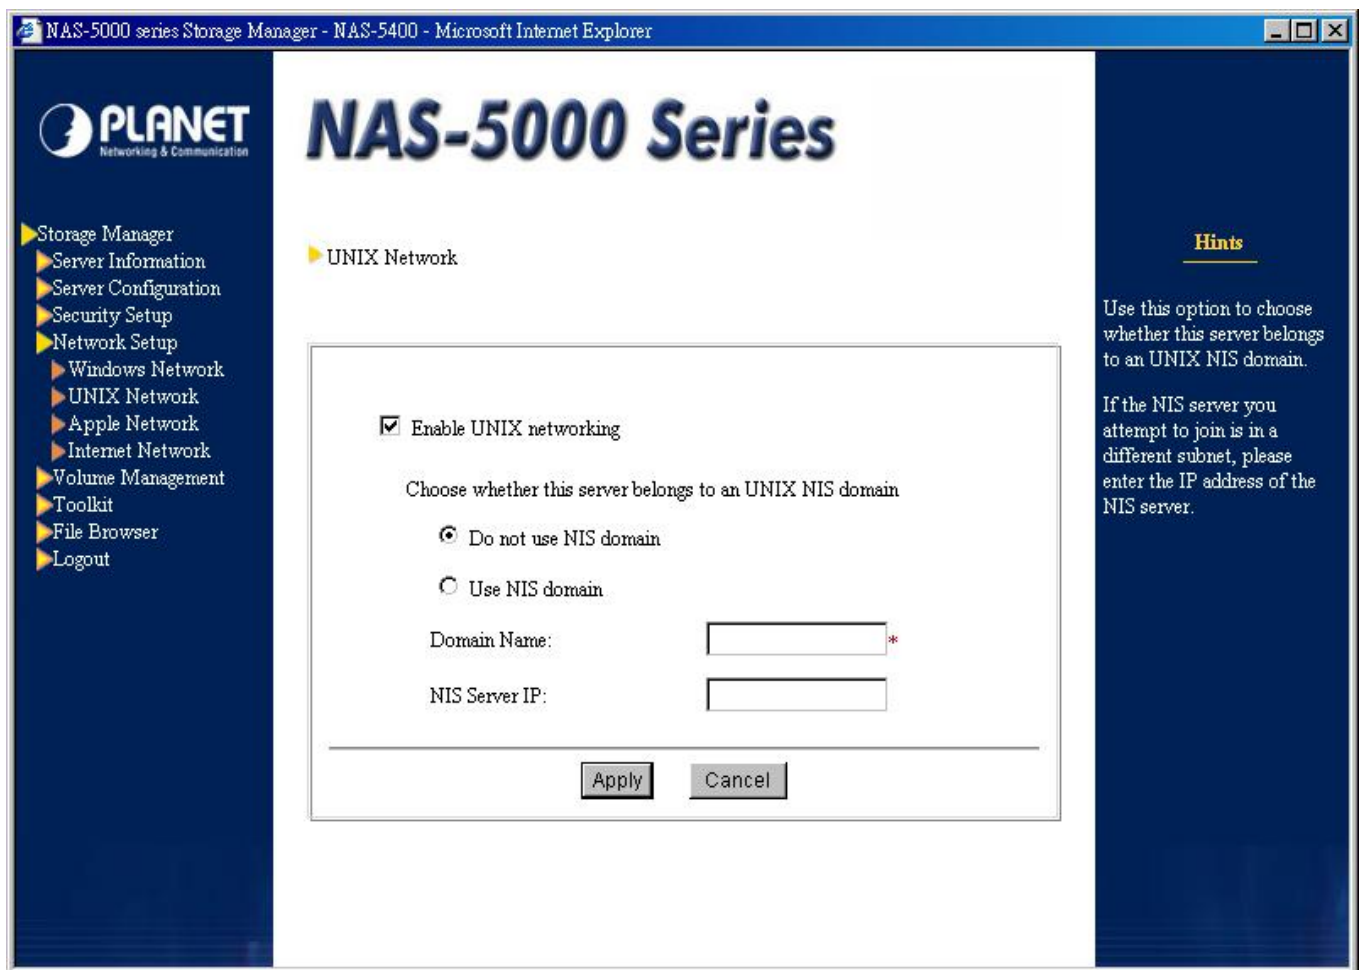 NAS-5000 series Storage Manager - NAS-5400 - Microsoft Internet Explorer
PLANET
Networking & Communication
NAS-5000 Series
Storage Manager
Server Information
Server Configuration
Security Setup
Network Setup
Windows Network
UNIX Network
Apple Network
Internet Network
Volume Management
Toolkit
File Browser
Logout
UNIX Network
Enable UNIX networking
Choose whether this server belongs to an UNIX NIS domain
Do not use NIS domain
Use NIS domain
Domain Name: *
NIS Server IP:
Apply Cancel
Hints
Use this option to choose
whether this server belongs
to an UNIX NIS domain.
If the NIS server you
attempt to join is in a
different subnet, please
enter the IP address of the
NIS server.